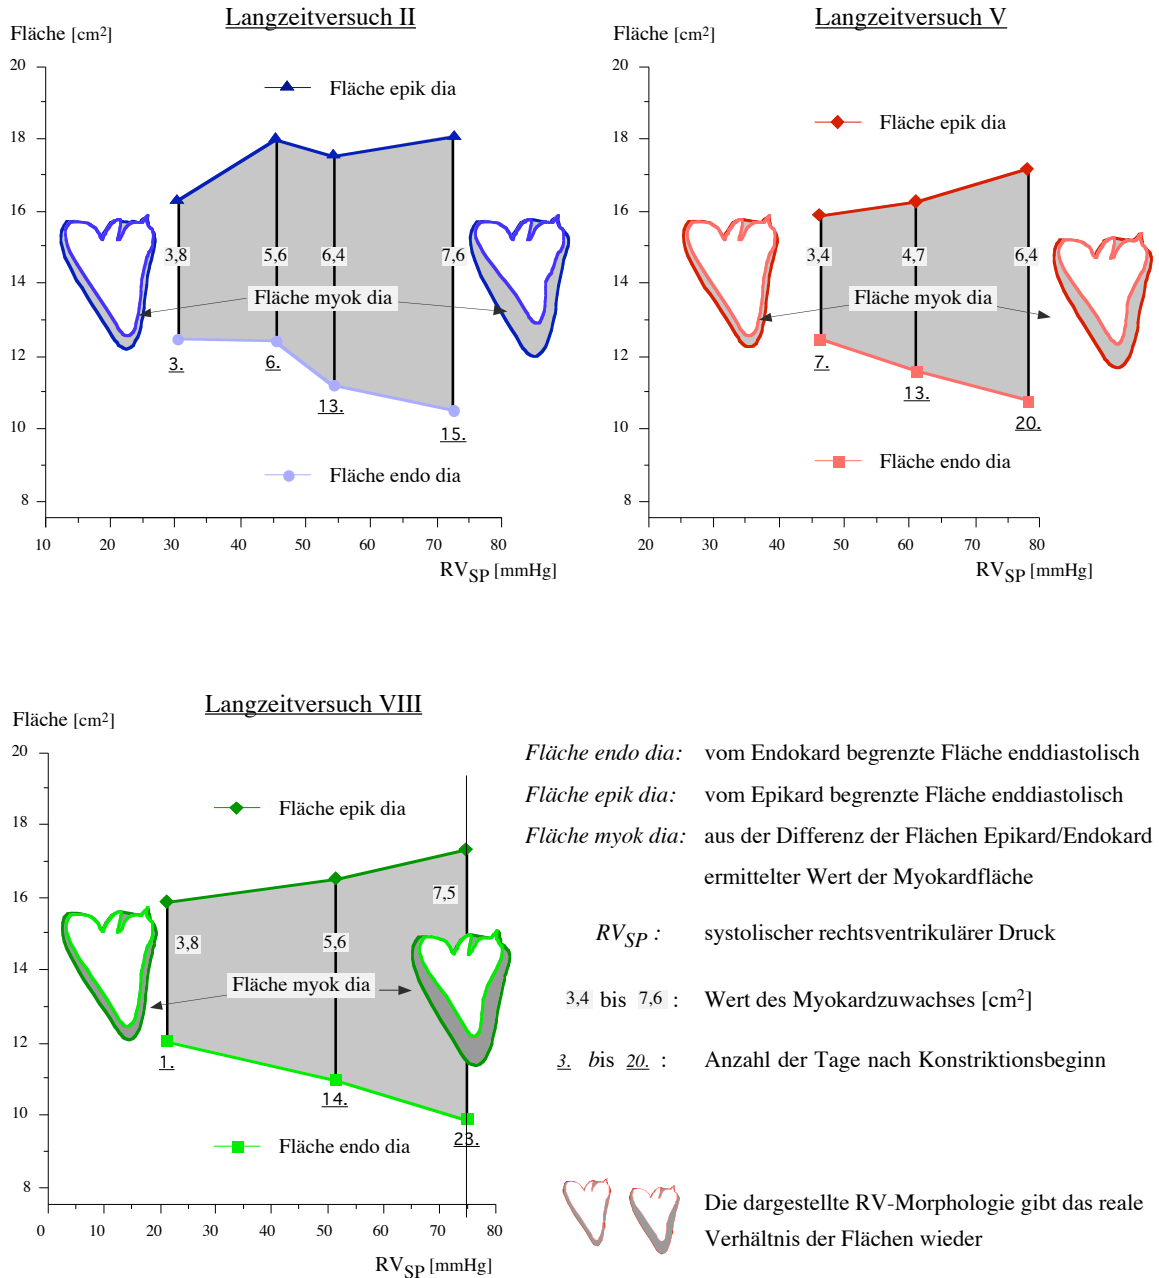 Langzeitversuch II
Fläche [cm²]
20
18
16
14
12
10
8
Fläche epik dia
3,8
5,6
6,4
7,6
Fläche myok dia
3.
6.
13.
15.
Fläche endo dia
10 20 30 40 50 60 70 80
RV_SP [mmHg]
Langzeitversuch V
Fläche [cm²]
20
18
16
14
12
10
8
Fläche epik dia
3,4
4,7
6,4
Fläche myok dia
7.
13.
20.
Fläche endo dia
20 30 40 50 60 70 80
RV_SP [mmHg]
Langzeitversuch VIII
Fläche [cm²]
20
18
16
14
12
10
8
Fläche epik dia
7,5
3,8
5,6
Fläche myok dia
1.
14.
23.
Fläche endo dia
0 10 20 30 40 50 60 70 80
RV_SP [mmHg]
Fläche endo dia: vom Endokard begrenzte Fläche enddiastolisch
Fläche epik dia: vom Epikard begrenzte Fläche enddiastolisch
Fläche myok dia: aus der Differenz der Flächen Epikard/Endokard
ermittelter Wert der Myokardfläche
RV_SP : systolischer rechtsventrikulärer Druck
3,4 bis 7,6 : Wert des Myokardzuwachses [cm²]
3. bis 20. : Anzahl der Tage nach Konstriktionsbeginn
Die dargestellte RV-Morphologie gibt das reale
Verhältnis der Flächen wieder